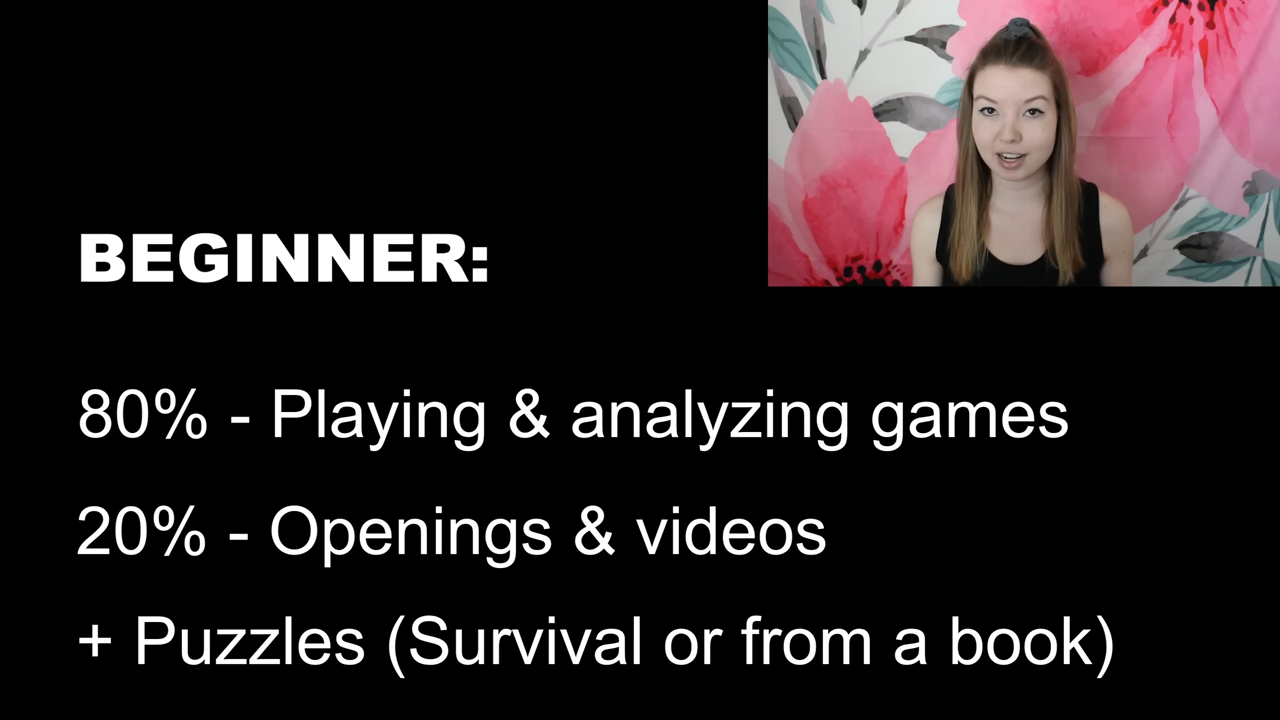 BEGINNER:
80% - Playing & analyzing games
20% - Openings & videos
+ Puzzles (Survival or from a book)